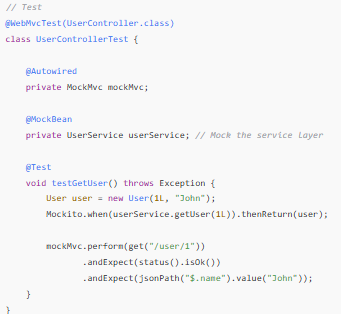 // Test
@WebMvcTest(UserController.class)
class UserControllerTest {
@Autowired
private MockMvc mockMvc;
@MockBean
private UserService userService; // Mock the service layer
@Test
void testGetUser() throws Exception {
User user = new User(1L, "John");
Mockito.when(userService.getUser(1L)).thenReturn(user);
mockMvc.perform(get("/user/1"))
.andExpect(status().isOk())
.andExpect(jsonPath("$.name").value("John"));
}
}